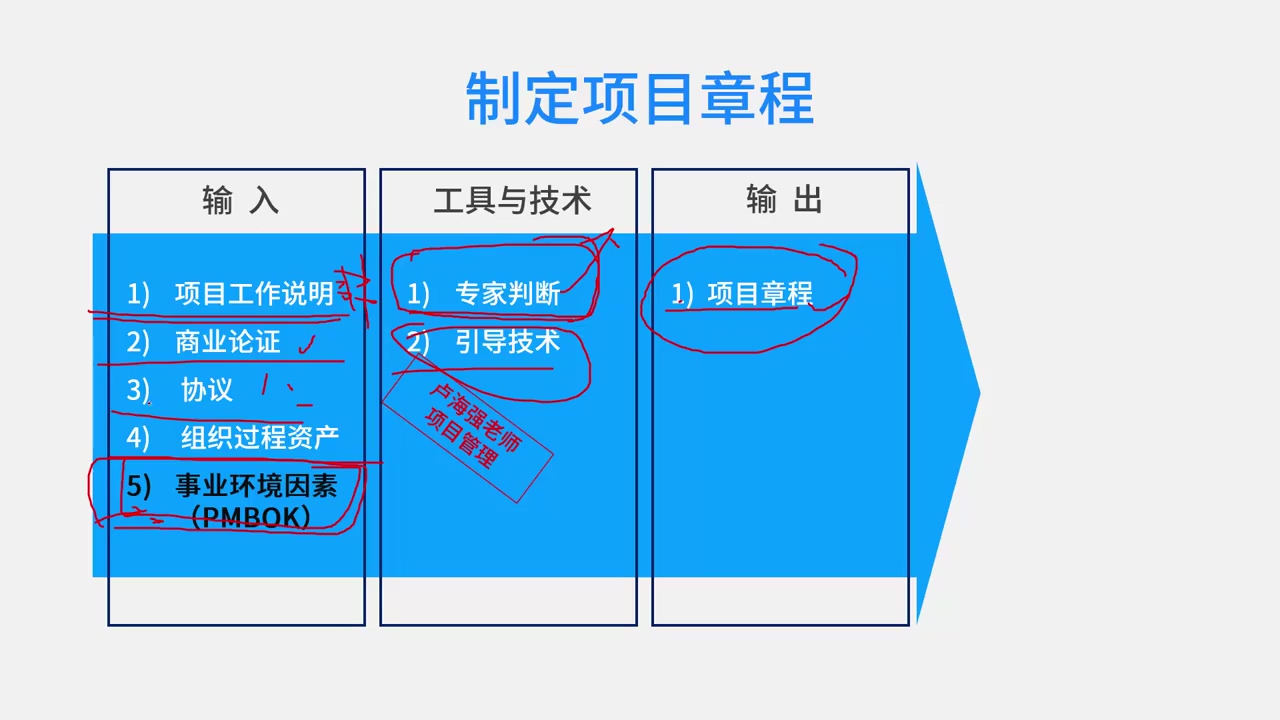 制定项目章程
输 入
1) 项目工作说明
2) 商业论证
3) 协议
4) 组织过程资产
5) 事业环境因素
（PMBOK）
工具与技术
1) 专家判断
2) 引导技术
卢海强老师
项目管理
输 出
1) 项目章程